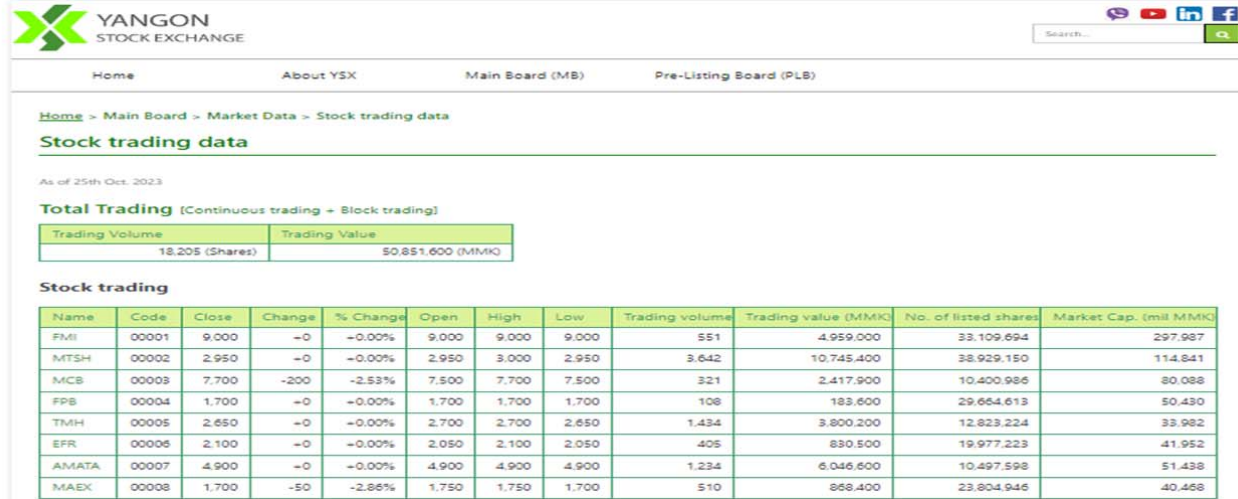 YANGON
STOCK EXCHANGE
Search...
Home About YSX Main Board (MB) Pre-Listing Board (PLB)
Home > Main Board > Market Data > Stock trading data
Stock trading data
As of 25th Oct. 2023
Total Trading [Continuous trading + Block trading]
Trading Volume Trading Value
18,205 (Shares) 50,851,600 (MMK)
Stock trading
Name Code Close Change % Change Open High Low Trading volume Trading value (MMK) No. of listed shares Market Cap. (mil MMK)
FMI 00001 9,000 +0 +0.00% 9,000 9,000 9,000 551 4,959,000 33,109,694 297,987
MTSH 00002 2,950 +0 +0.00% 2,950 3,000 2,950 3,642 10,745,400 38,929,150 114,841
MCB 00003 7,700 -200 -2.53% 7,500 7,700 7,500 321 2,417,900 10,400,986 80,088
FPB 00004 1,700 +0 +0.00% 1,700 1,700 1,700 108 183,600 29,664,613 50,430
TMH 00005 2,650 +0 +0.00% 2,700 2,700 2,650 1,434 3,800,200 12,823,224 33,982
EFR 00006 2,100 +0 +0.00% 2,050 2,100 2,050 405 830,500 19,977,223 41,952
AMATA 00007 4,900 +0 +0.00% 4,900 4,900 4,900 1,234 6,046,600 10,497,598 51,438
MAEX 00008 1,700 -50 -2.86% 1,750 1,750 1,700 510 868,400 23,804,946 40,468